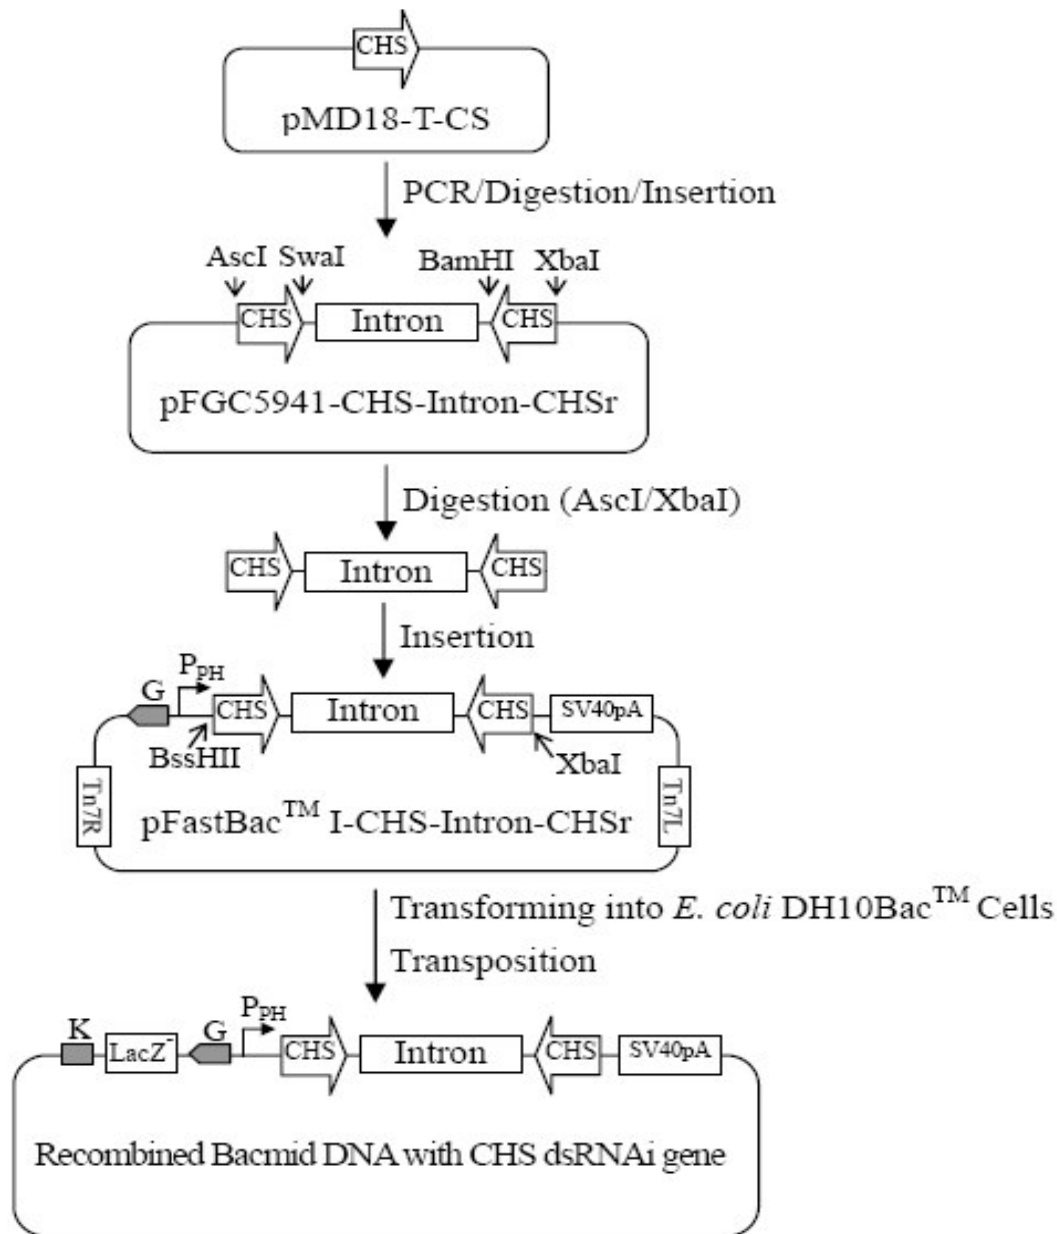 CHS
pMD18-T-CS
PCR/Digestion/Insertion
AscI SwaI BamHI XbaI
CHS Intron CHS
pFGC5941-CHS-Intron-CHSr
Digestion (AscI/XbaI)
CHS Intron CHS
Insertion
G PPH
CHS Intron CHS SV40pA
BssHII XbaI
Tn7R pFastBac™ I-CHS-Intron-CHSr Tn7L
Transforming into E. coli DH10Bac™ Cells
Transposition
K LacZ- G PPH
CHS Intron CHS SV40pA
Recombined Bacmid DNA with CHS dsRNAi gene